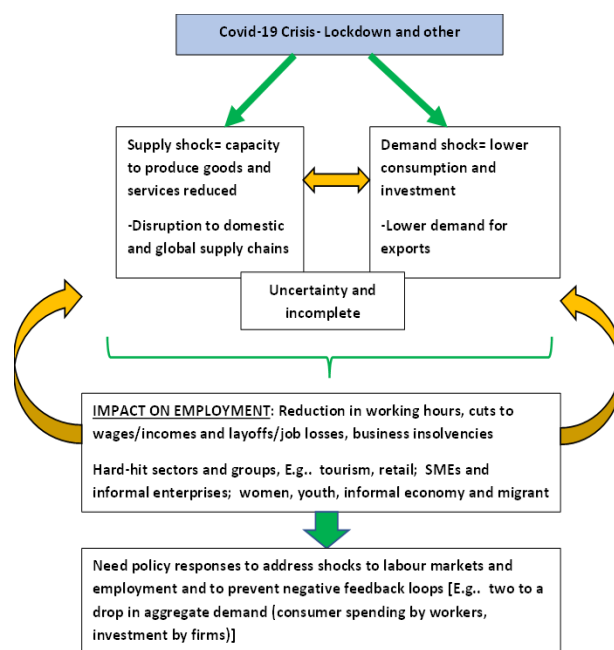 Covid-19 Crisis- Lockdown and other
Supply shock= capacity
to produce goods and
services reduced
-Disruption to domestic
and global supply chains
Demand shock= lower
consumption and
investment
-Lower demand for
exports
Uncertainty and
incomplete
IMPACT ON EMPLOYMENT: Reduction in working hours, cuts to
wages/incomes and layoffs/job losses, business insolvencies
Hard-hit sectors and groups, E.g.. tourism, retail; SMEs and
informal enterprises; women, youth, informal economy and migrant
Need policy responses to address shocks to labour markets and
employment and to prevent negative feedback loops [E.g.. two to a
drop in aggregate demand (consumer spending by workers,
investment by firms)]